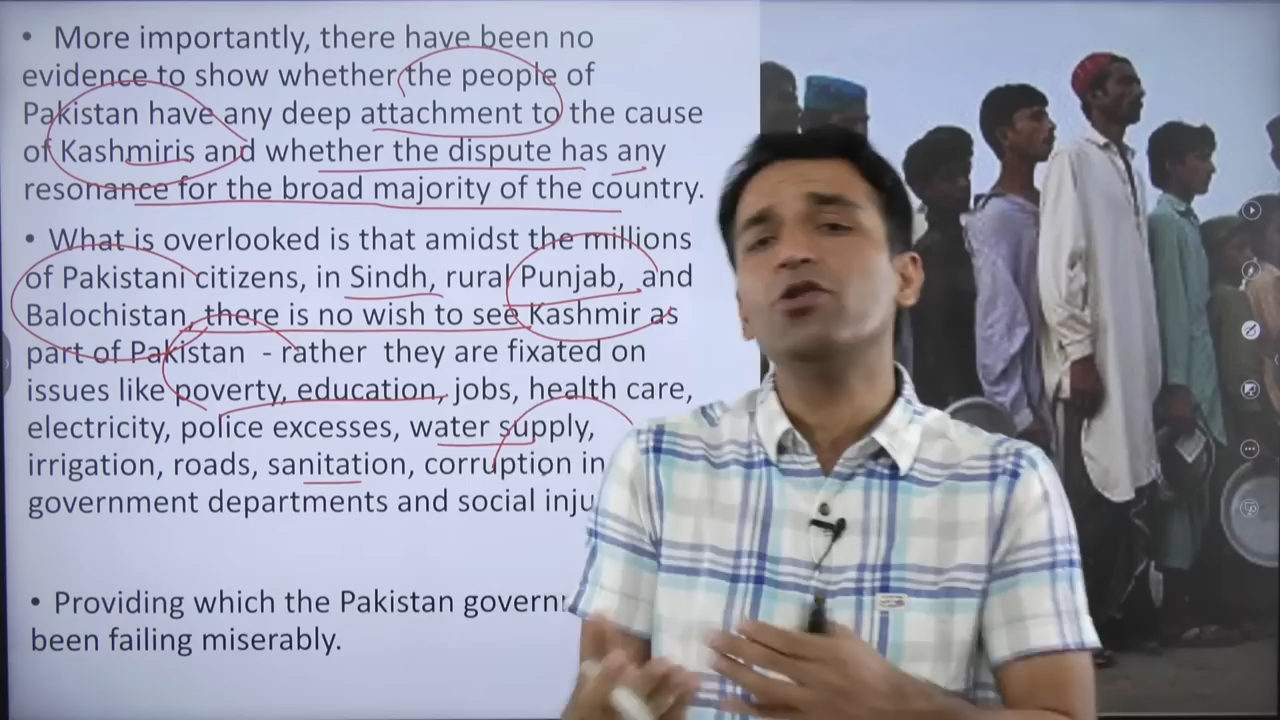 • More importantly, there have been no
evidence to show whether the people of
Pakistan have any deep attachment to the cause
of Kashmiris and whether the dispute has any
resonance for the broad majority of the country.
• What is overlooked is that amidst the millions
of Pakistani citizens, in Sindh, rural Punjab, and
Balochistan, there is no wish to see Kashmir as
part of Pakistan - rather they are fixated on
issues like poverty, education, jobs, health care,
electricity, police excesses, water supply,
irrigation, roads, sanitation, corruption in
government departments and social inju
• Providing which the Pakistan governm
been failing miserably.